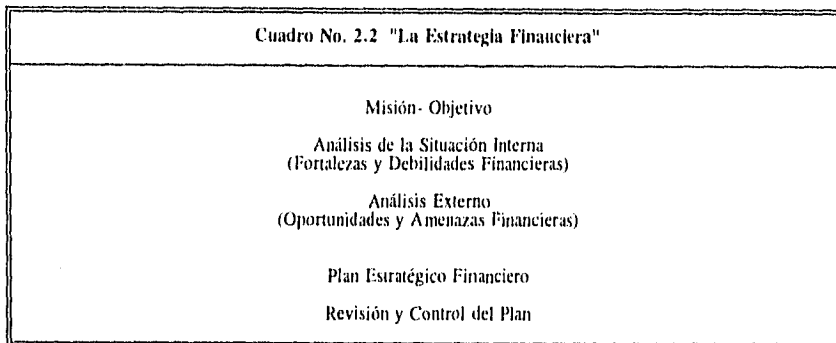 Cuadro No. 2.2 "La Estrategia Financiera"
Misión- Objetivo
Análisis de la Situación Interna
(Fortalezas y Debilidades Financieras)
Análisis Externo
(Oportunidades y Amenazas Financieras)
Plan Estratégico Financiero
Revisión y Control del Plan